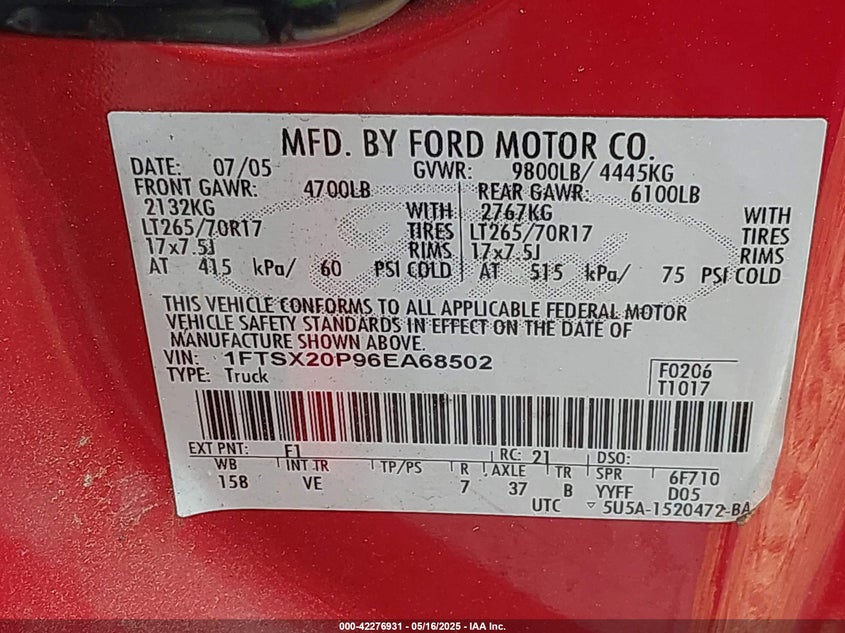 MFD. BY FORD MOTOR CO.
DATE: 07/05 GVWR: 9800LB/ 4445KG
FRONT GAWR: 4700LB REAR GAWR: 6100LB
2132KG WITH 2767KG WITH
LT265/70R17 TIRES LT265/70R17 TIRES
17x7.5J RIMS 17x7.5J RIMS
AT 415 kPa/ 60 PSI COLD AT 515 kPa/ 75 PSI COLD
THIS VEHICLE CONFORMS TO ALL APPLICABLE FEDERAL MOTOR
VEHICLE SAFETY STANDARDS IN EFFECT ON THE DATE OF
MANUFACTURE SHOWN ABOVE.
VIN: 1FTSX20P96EA68502
TYPE: Truck
F0206
T1017
EXT PNT: F1 RC: 21 DSO:
WB INT TR TP/PS R AXLE TR SPR 6F710
158 VE 7 37 B YYFF D05
UTC ▽ 5U5A-1520472-BA
000-42276931 - 05/16/2025 - IAA Inc.